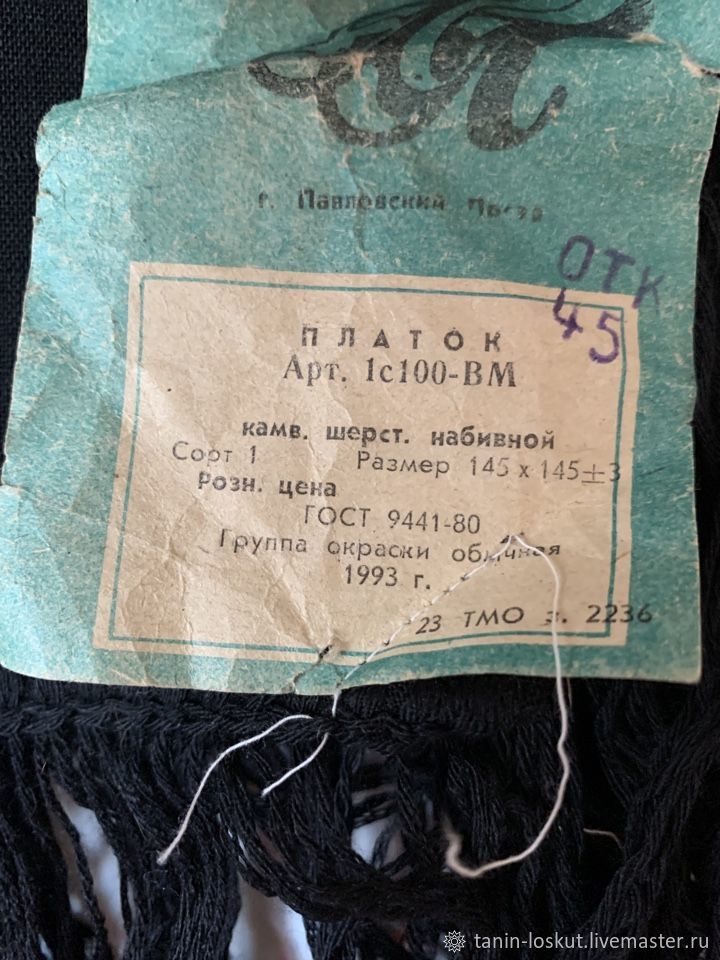 г. Павловский Посад
ОТК
45
ПЛАТОК
Арт. 1с100-ВМ
камв. шерст. набивной
Сорт 1 Размер 145 х 145±3
Розн. цена
ГОСТ 9441-80
Группа окраски обычная
1993 г.
23 ТМО з. 2236
tanin-loskut.livemaster.ru